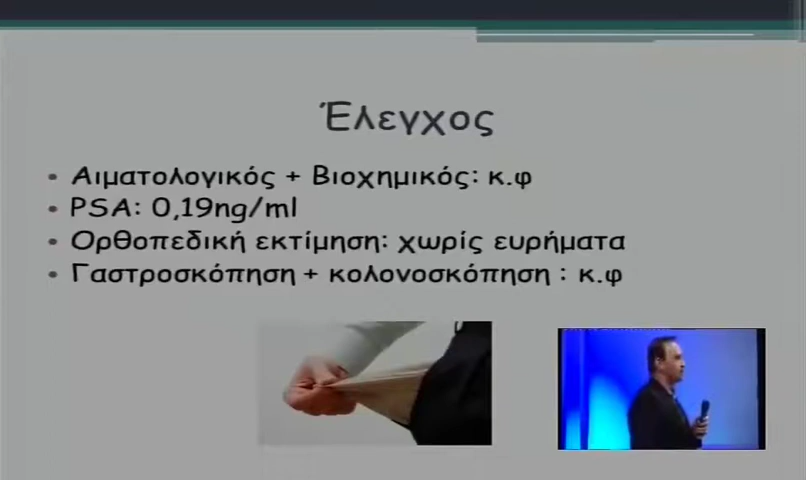 Έλεγχος
• Αιματολογικός + Βιοχημικός: κ.φ
• PSA: 0,19ng/ml
• Ορθοπεδική εκτίμηση: χωρίς ευρήματα
• Γαστροσκόπηση + κολονοσκόπηση : κ.φ